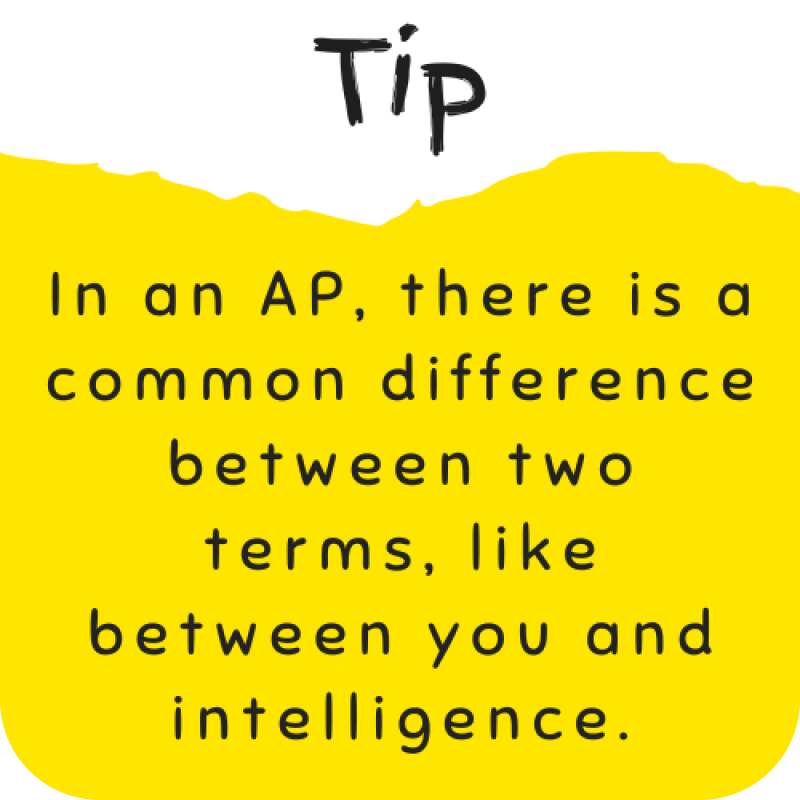 Tip
In an AP, there is a
common difference
between two
terms, like
between you and
intelligence.